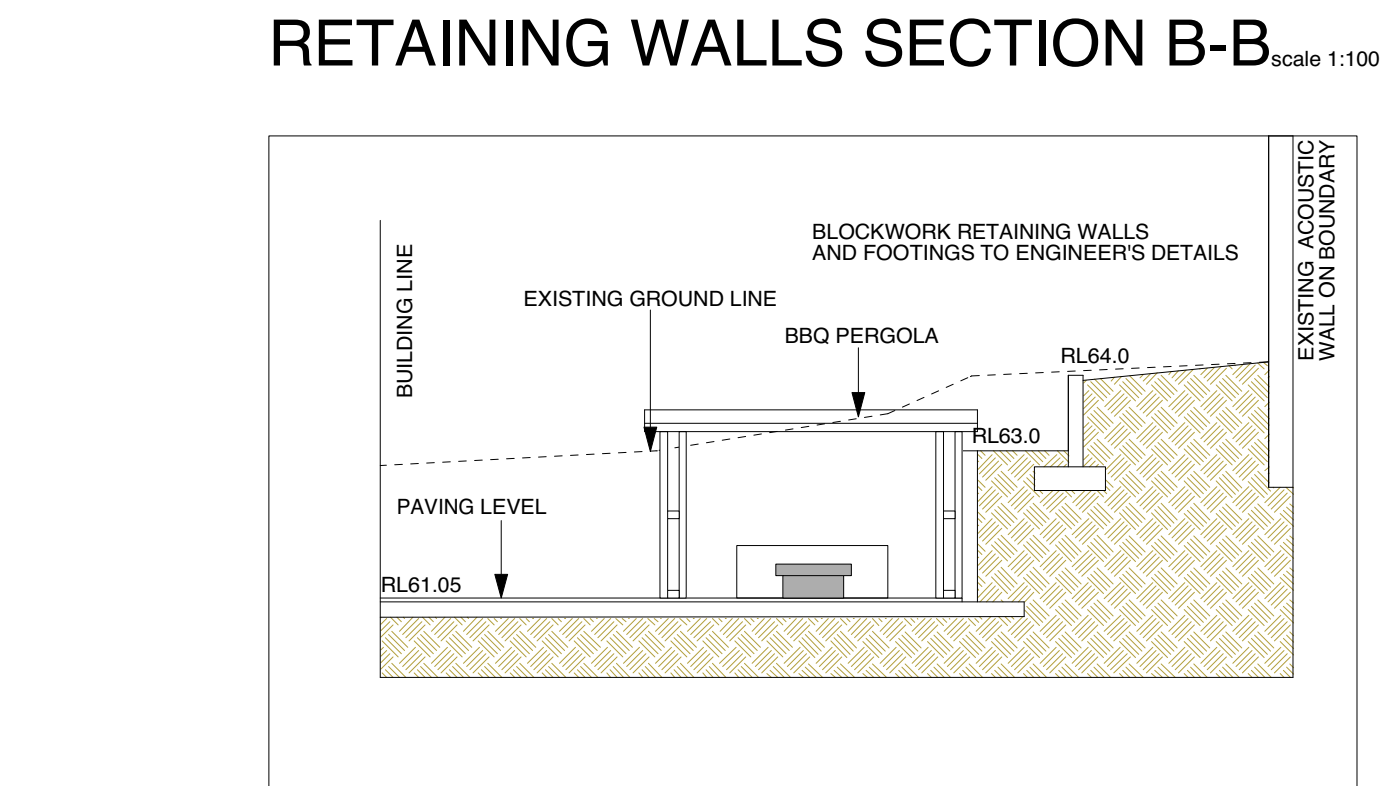 RETAINING WALLS SECTION B-B scale 1:100
EXISTING ACOUSTIC
WALL ON BOUNDARY
BLOCKWORK RETAINING WALLS
AND FOOTINGS TO ENGINEER'S DETAILS
BUILDING LINE
EXISTING GROUND LINE
BBQ PERGOLA
RL64.0
RL63.0
PAVING LEVEL
RL61.05